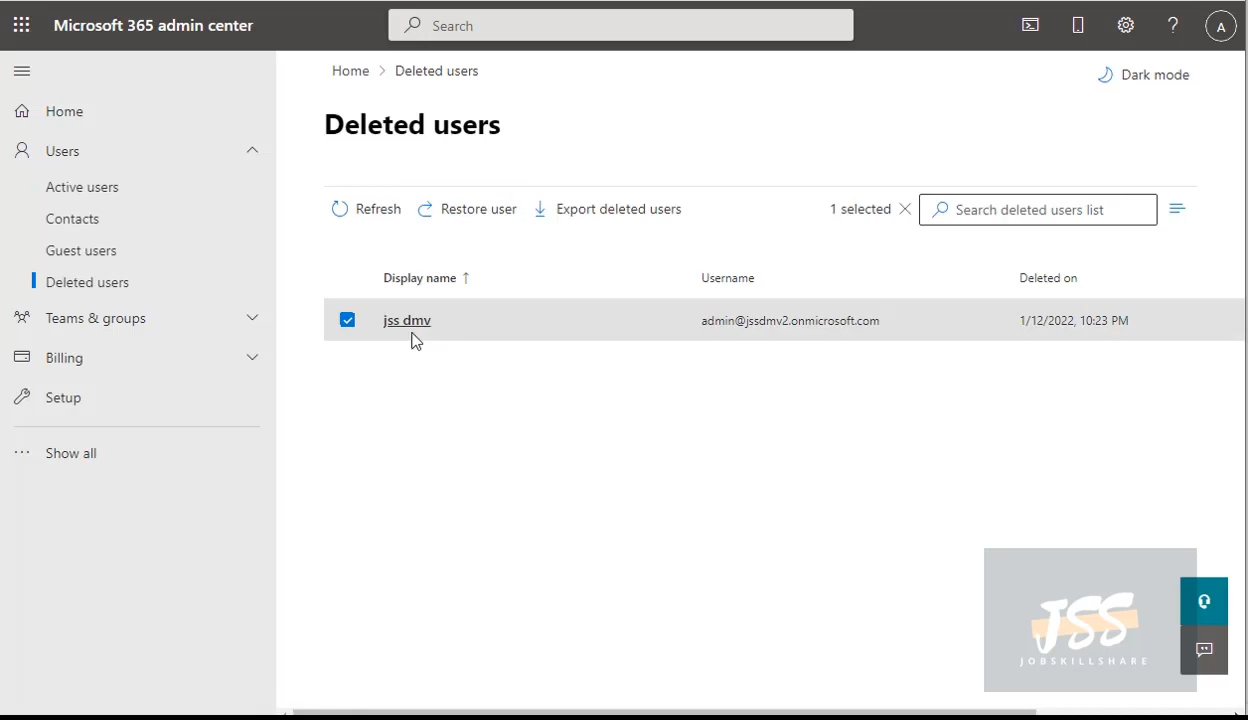 Microsoft 365 admin center
Search
A
Home > Deleted users
Dark mode
Home
Users
Active users
Contacts
Guest users
Deleted users
Teams & groups
Billing
Setup
Show all
Deleted users
Refresh
Restore user
Export deleted users
1 selected
Search deleted users list
Display name ↑
Username
Deleted on
jss dmv
admin@jssdmv2.onmicrosoft.com
1/12/2022, 10:23 PM
JSS
JOBSKILLSHARE